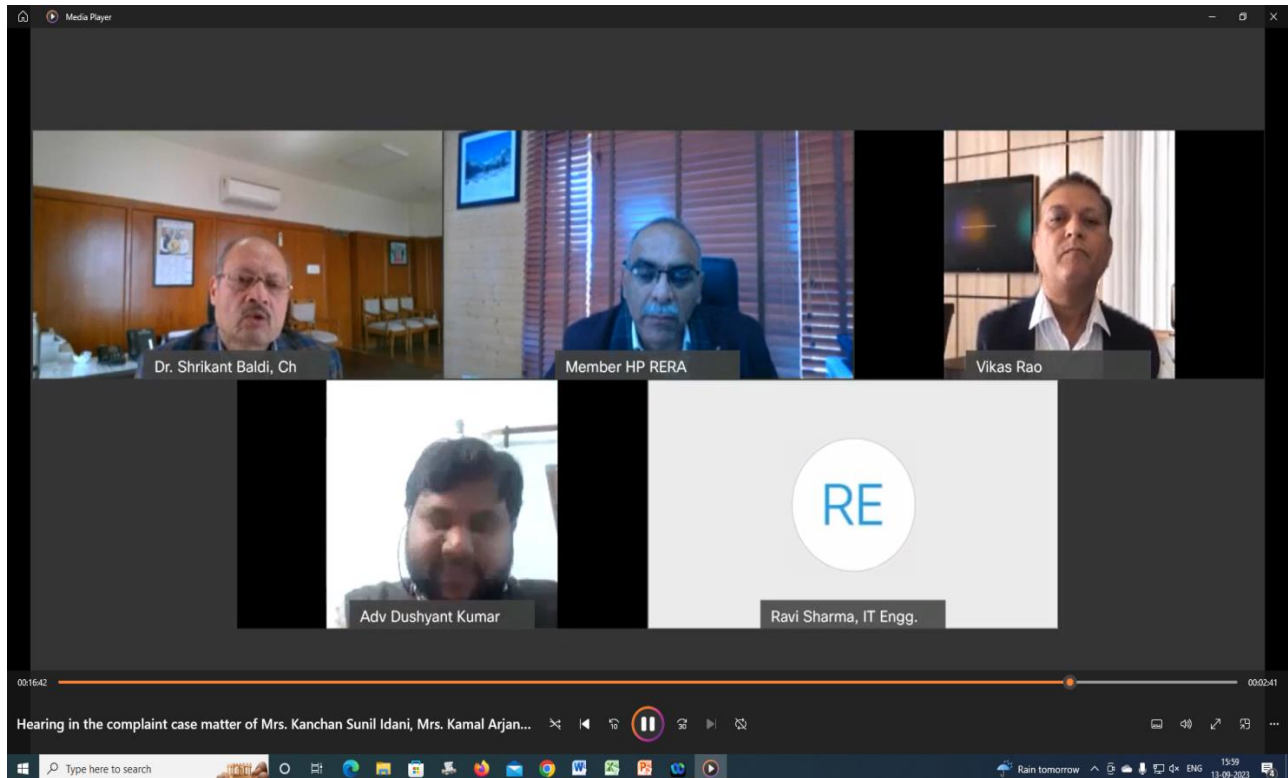 Media Player
Dr. Shrikant Baldi, Ch
Member HP RERA
Vikas Rao
Adv Dushyant Kumar
RE
Ravi Sharma, IT Engg.
00:16:42
00:02:41
Hearing in the complaint case matter of Mrs. Kanchan Sunil Idani, Mrs. Kamal Arjan...
10
30
Type here to search
Rain tomorrow
ENG
15:59
13-09-2023